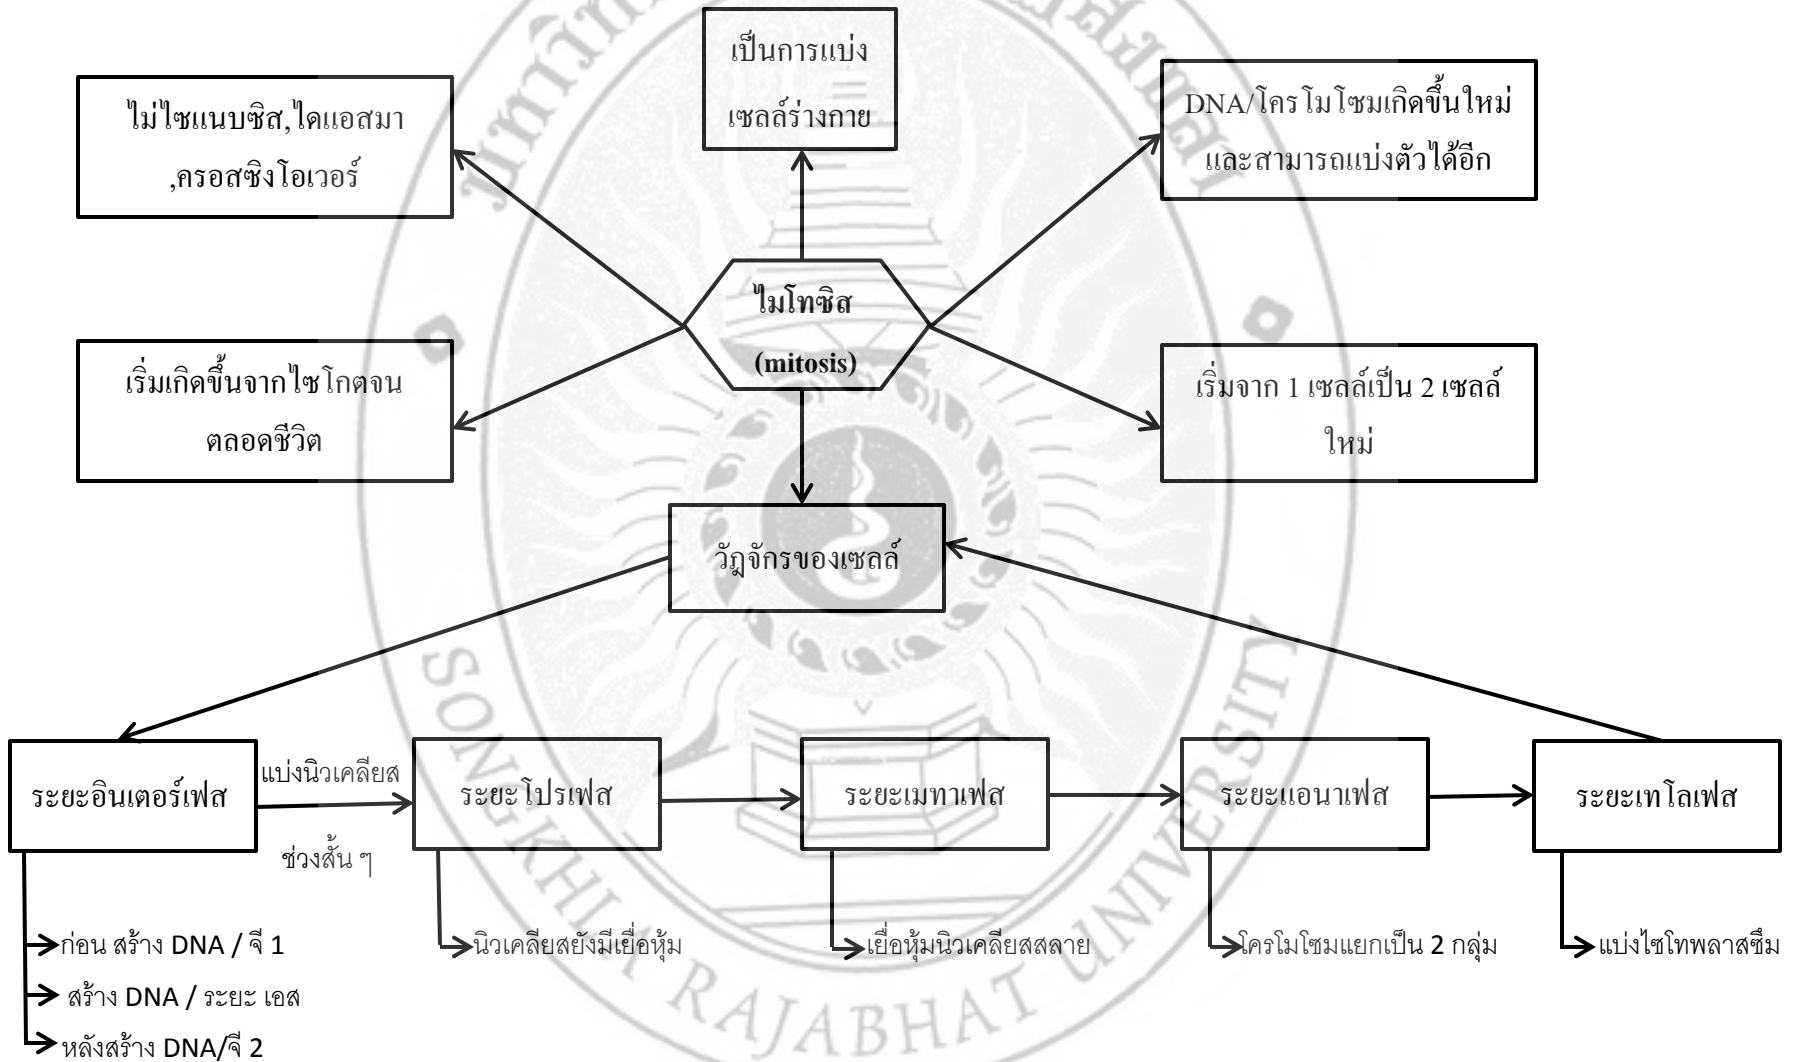 เป็นการแบ่ง
เซลล์ร่างกาย
ไม่ไซแนบซิส,ไดแอสมา
,ครอสซิงโอเวอร์
DNA/โครโมโซมเกิดขึ้นใหม่
และสามารถแบ่งตัวได้อีก
ไมโทซิส
(mitosis)
เริ่มเกิดขึ้นจากไซโกตจน
ตลอดชีวิต
เริ่มจาก 1 เซลล์เป็น 2 เซลล์
ใหม่
วัฏจักรของเซลล์
ระยะอินเตอร์เฟส
แบ่งนิวเคลียส
ช่วงสั้น ๆ
ระยะโปรเฟส
ระยะเมทาเฟส
ระยะแอนาเฟส
ระยะเทโลเฟส
ก่อน สร้าง DNA / จี 1
สร้าง DNA / ระยะ เอส
หลังสร้าง DNA/จี 2
นิวเคลียสยังมีเยื่อหุ้ม
เยื่อหุ้มนิวเคลียสสลาย
โครโมโซมแยกเป็น 2 กลุ่ม
แบ่งไซโทพลาสซึม
SONGKHLA RAJABHAT UNIVERSITY